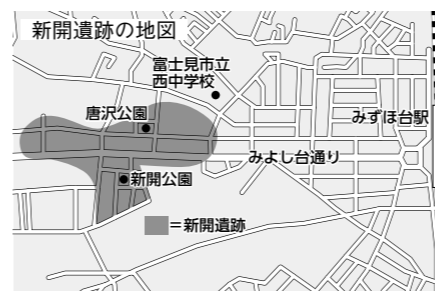 新開遺跡の地図
富士見市立
西中学校
唐沢公園
みずほ台駅
みよし台通り
新開公園
=新開遺跡